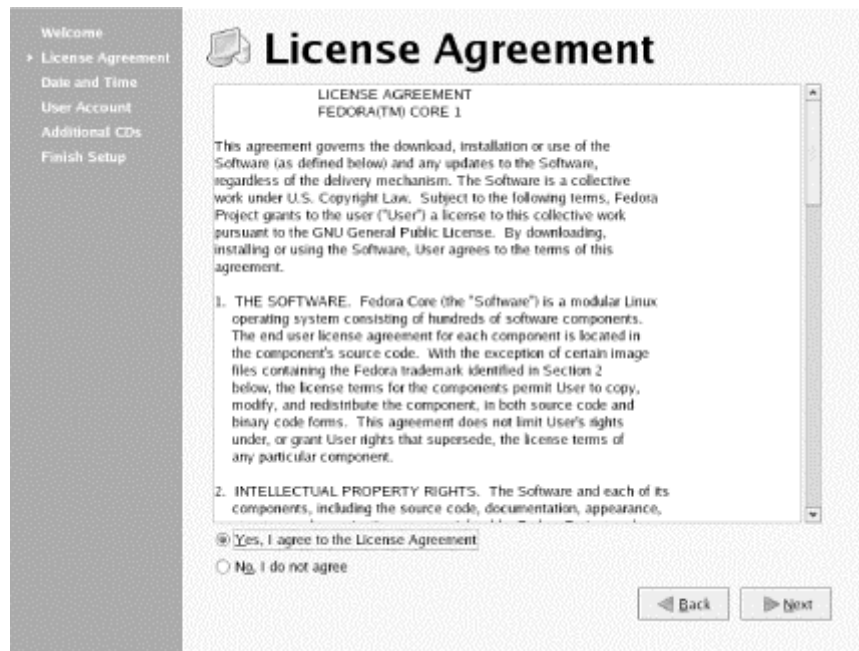 Welcome
License Agreement
Date and Time
User Account
Additional CDs
Finish Setup
License Agreement
LICENSE AGREEMENT
FEDORA(TM) CORE 1
This agreement governs the download, installation or use of the
Software (as defined below) and any updates to the Software,
regardless of the delivery mechanism. The Software is a collective
work under U.S. Copyright Law. Subject to the following terms, Fedora
Project grants to the user ("User") a license to this collective work
pursuant to the GNU General Public License. By downloading,
installing or using the Software, User agrees to the terms of this
agreement.
1. THE SOFTWARE. Fedora Core (the "Software") is a modular Linux
operating system consisting of hundreds of software components.
The end user license agreement for each component is located in
the component's source code. With the exception of certain image
files containing the Fedora trademark identified in Section 2
below, the license terms for the components permit User to copy,
modify, and redistribute the component, in both source code and
binary code forms. This agreement does not limit User's rights
under, or grant User rights that supersede, the license terms of
any particular component.
2. INTELLECTUAL PROPERTY RIGHTS. The Software and each of its
components, including the source code, documentation, appearance,
Yes, I agree to the License Agreement
No, I do not agree
Back
Next